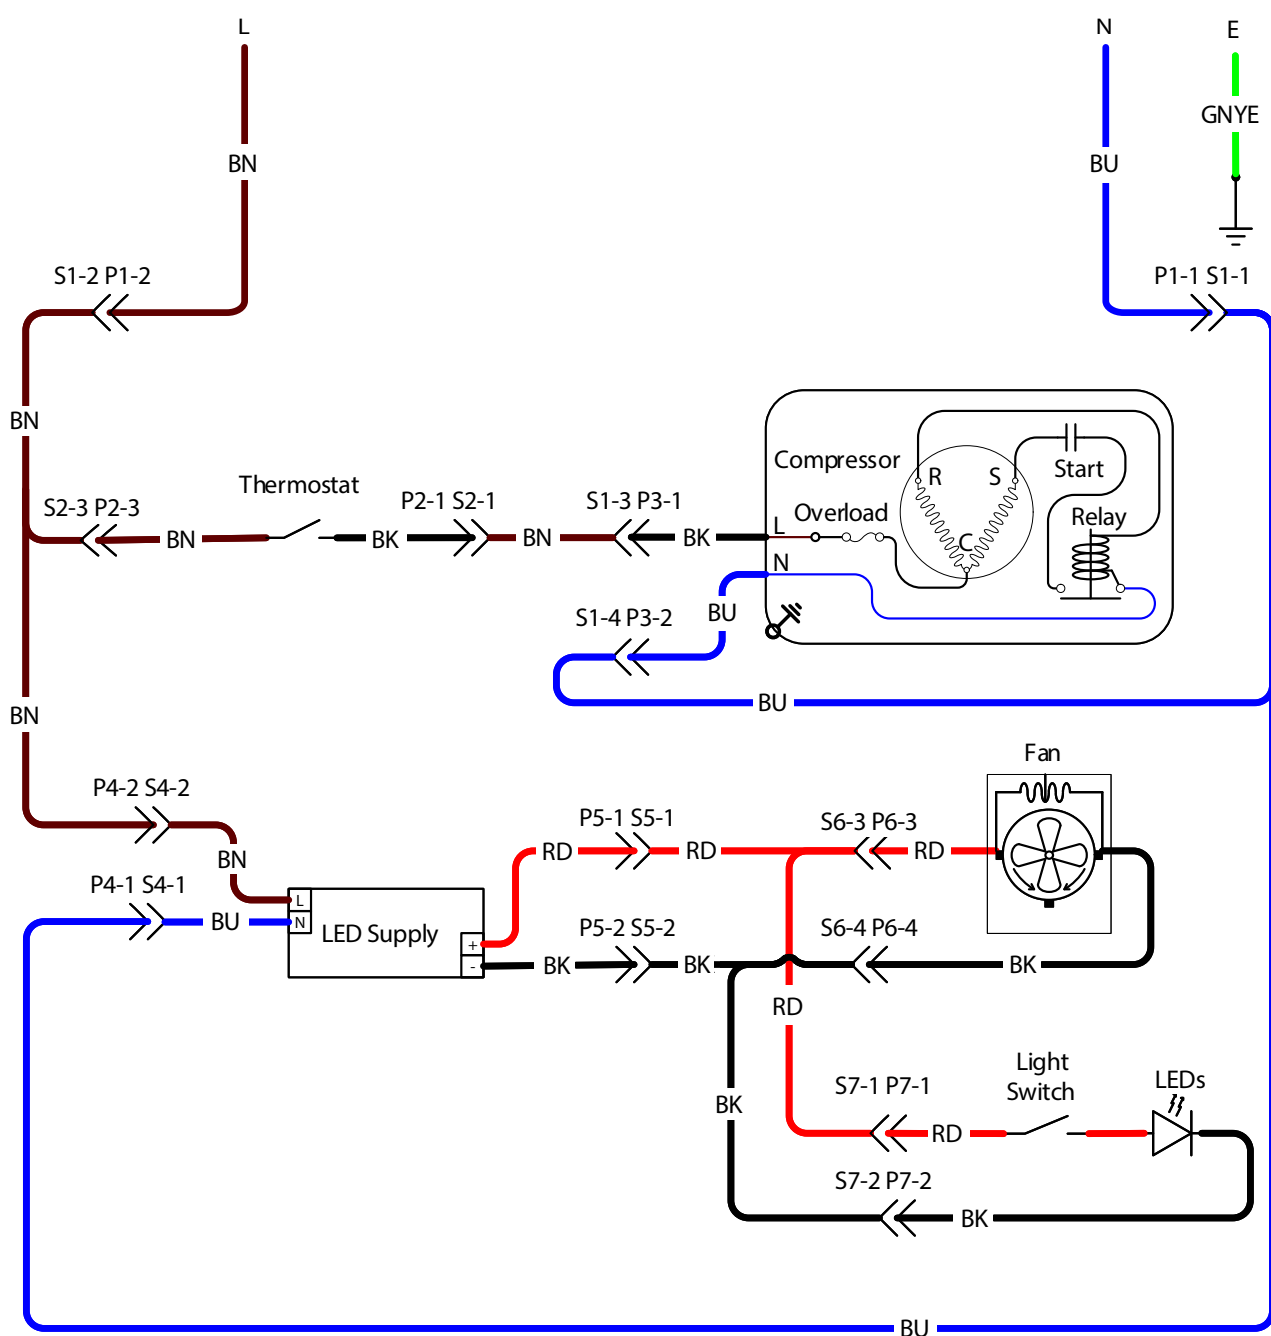 L
N
E
GNYE
BN
BU
S1-2 P1-2
P1-1 S1-1
BN
Compressor
R
S
Start
Thermostat
P2-1 S2-1
S1-3 P3-1
S2-3 P2-3
Overload
Relay
L
BN
BK
BN
BK
C
N
S1-4 P3-2
BU
BU
BN
Fan
P4-2 S4-2
P5-1 S5-1
S6-3 P6-3
BN
RD
RD
RD
P4-1 S4-1
L
BU
N
LED Supply
P5-2 S5-2
S6-4 P6-4
+
-
BK
BK
BK
RD
Light
Switch
LEDs
S7-1 P7-1
BK
RD
S7-2 P7-2
BK
BU